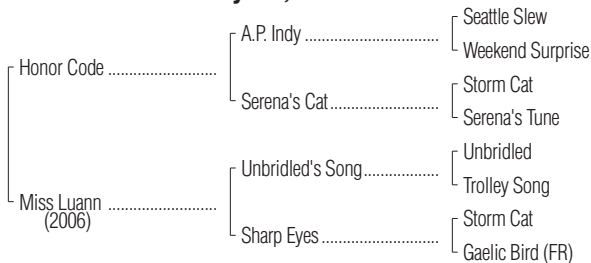 Seattle Slew
A.P. Indy ..............................
Weekend Surprise
Honor Code ........................
Storm Cat
Serena's Cat........................
Serena's Tune
Unbridled
Unbridled's Song.................
Trolley Song
Miss Luann ........................
(2006)
Storm Cat
Sharp Eyes ..........................
Gaelic Bird (FR)